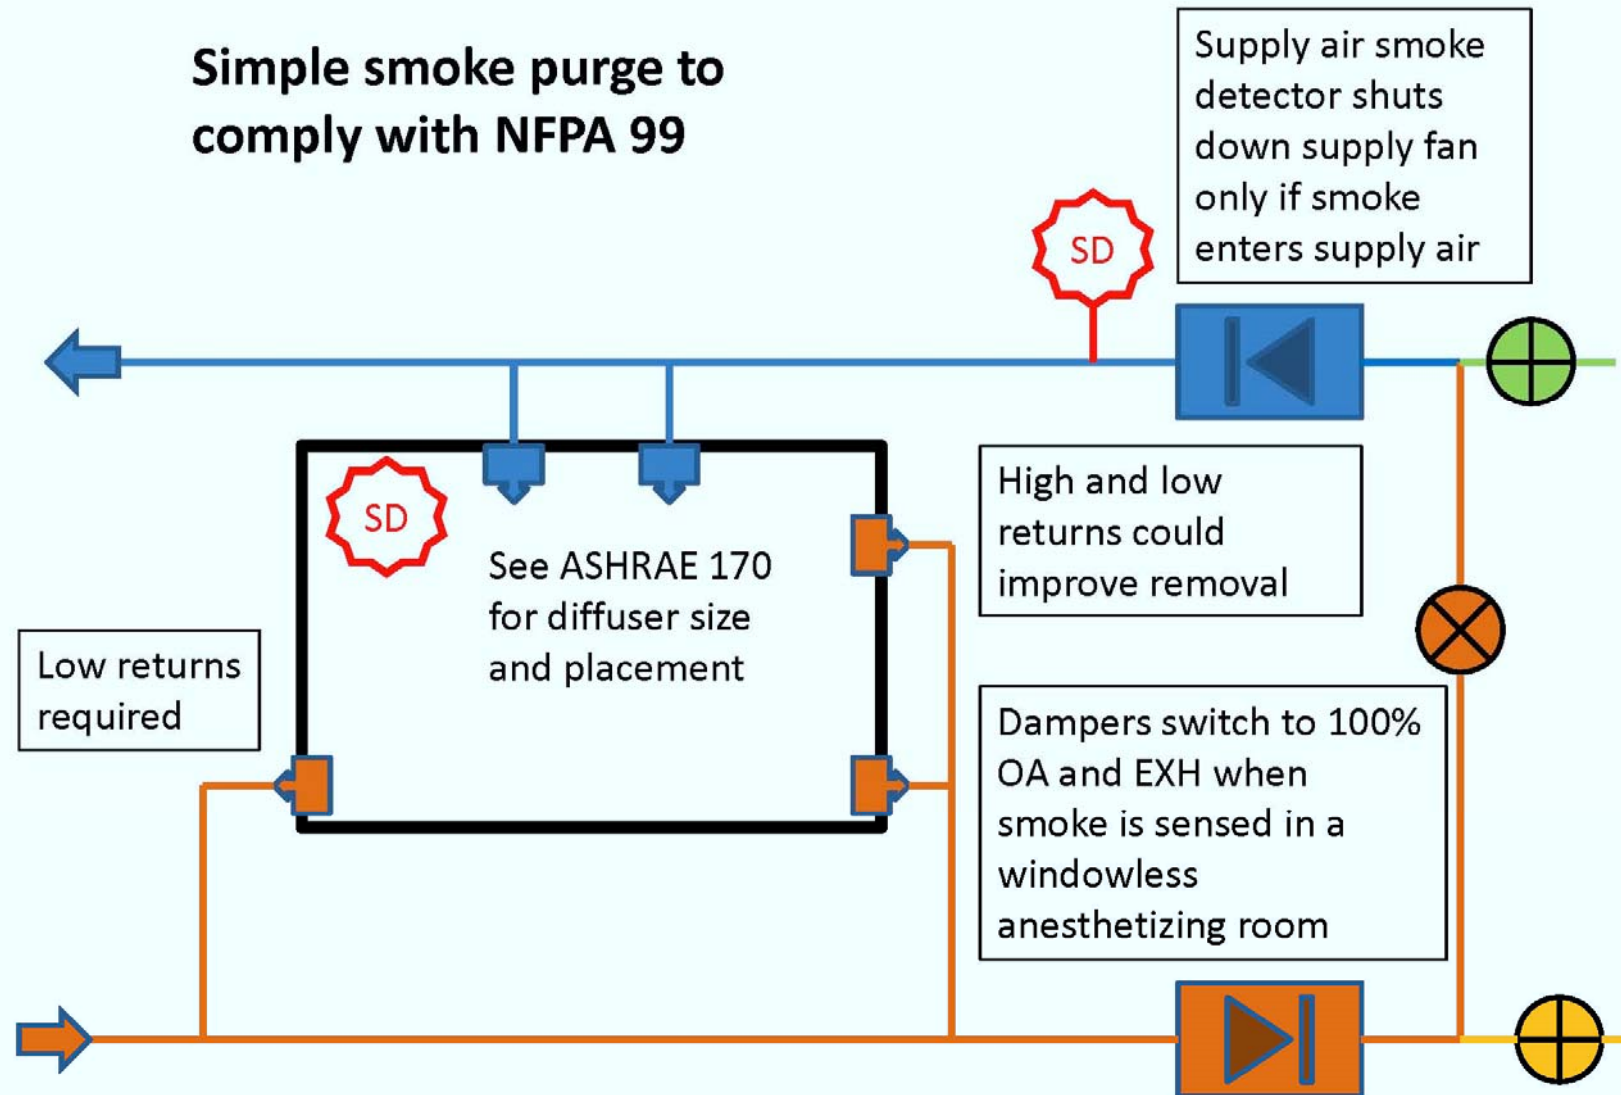 Simple smoke purge to
comply with NFPA 99
Supply air smoke
detector shuts
down supply fan
only if smoke
enters supply air
SD
SD
See ASHRAE 170
for diffuser size
and placement
High and low
returns could
improve removal
Low returns
required
Dampers switch to 100%
OA and EXH when
smoke is sensed in a
windowless
anesthetizing room